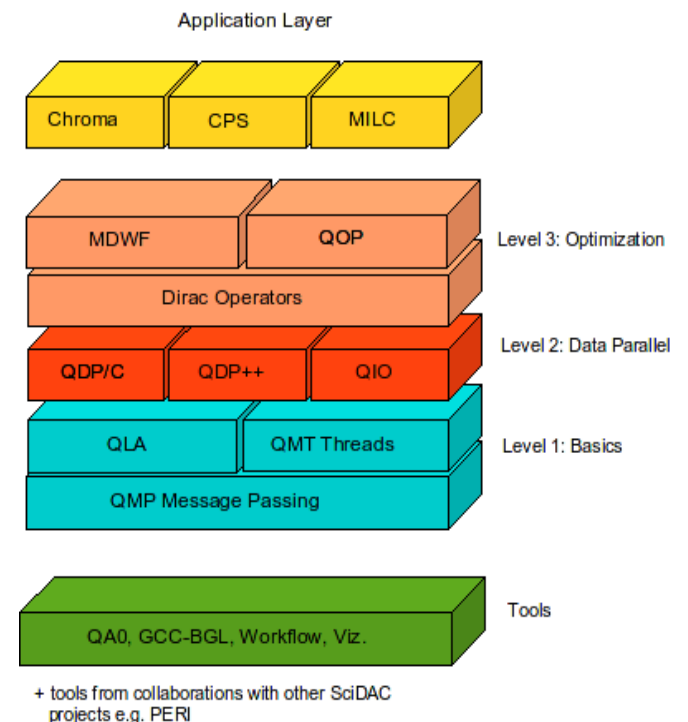 Application Layer
Chroma
CPS
MILC
MDWF
QOP
Level 3: Optimization
Dirac Operators
Level 2: Data Parallel
QDP/C
QDP++
QIO
QLA
QMT Threads
Level 1: Basics
QMP Message Passing
Tools
QA0, GCC-BGL, Workflow, Viz.
+ tools from collaborations with other SciDAC
projects e.g. PERI